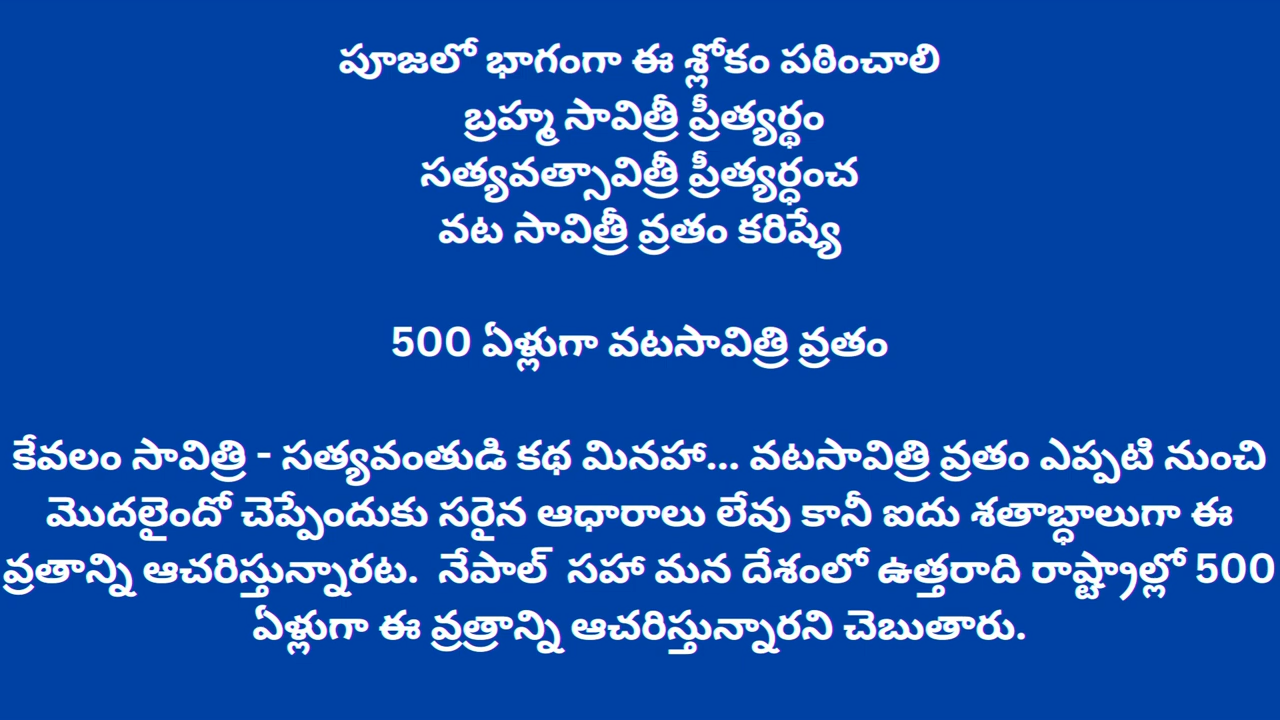 పూజలో భాగంగా ఈ శ్లోకం పఠించాలి
బ్రహ్మ సావిత్రీ ప్రీత్యర్థం
సత్యవత్సావిత్రీ ప్రీత్యర్ధంచ
వట సావిత్రీ వ్రతం కరిష్యే
500 ఏళ్లుగా వటసావిత్రి వ్రతం
కేవలం సావిత్రి - సత్యవంతుడి కథ మినహా... వటసావిత్రి వ్రతం ఎప్పటి నుంచి
మొదలైందో చెప్పేందుకు సరైన ఆధారాలు లేవు కానీ ఐదు శతాబ్ధాలుగా ఈ
వ్రతాన్ని ఆచరిస్తున్నారట. నేపాల్ సహా మన దేశంలో ఉత్తరాది రాష్ట్రాల్లో 500
ఏళ్లుగా ఈ వ్రత్రాన్ని ఆచరిస్తున్నారని చెబుతారు.